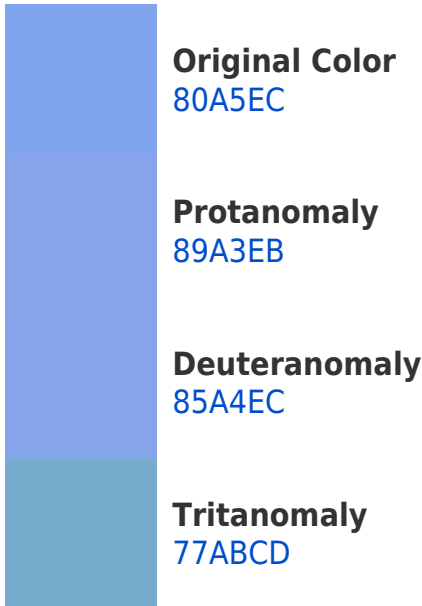 Original Color
80A5EC
Protanomaly
89A3EB
Deuteranomaly
85A4EC
Tritanomaly
77ABCD